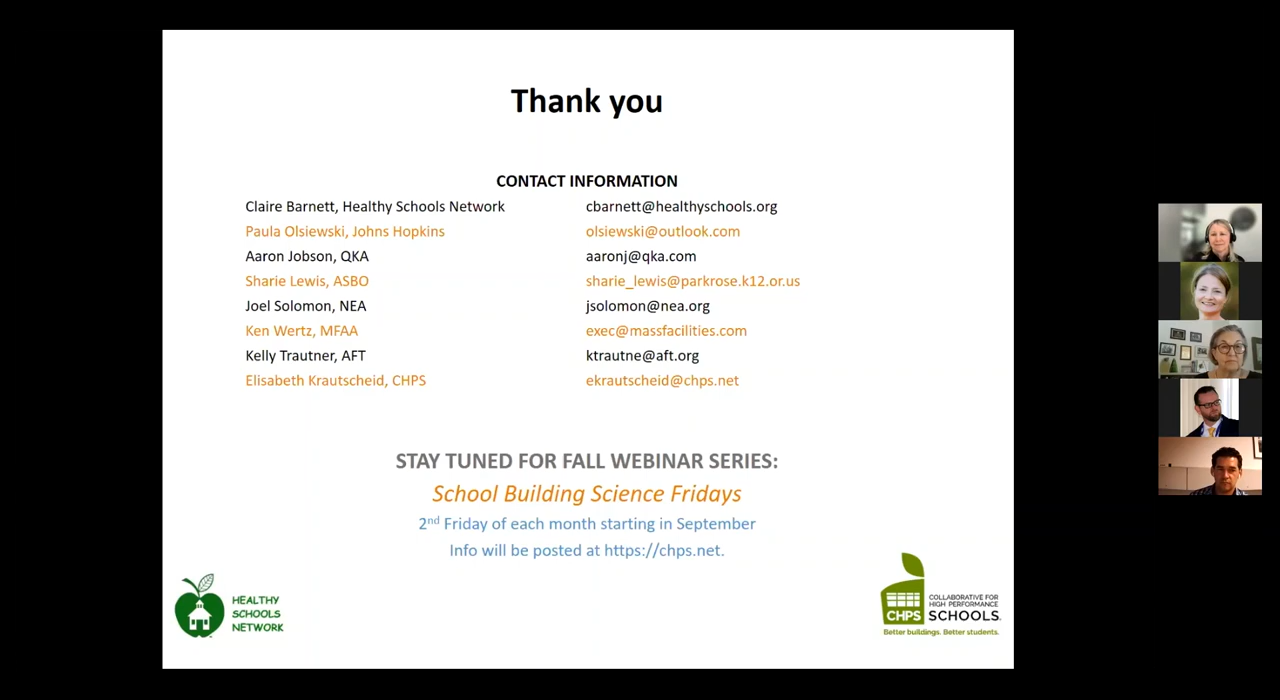 Thank you
CONTACT INFORMATION
Claire Barnett, Healthy Schools Network cbarnett@healthyschools.org
Paula Olsiewski, Johns Hopkins olsiewski@outlook.com
Aaron Jobson, QKA aaronj@qka.com
Sharie Lewis, ASBO sharie_lewis@parkrose.k12.or.us
Joel Solomon, NEA jsolomon@nea.org
Ken Wertz, MFAA exec@massfacilities.com
Kelly Trautner, AFT ktrautne@aft.org
Elisabeth Krautscheid, CHPS ekrautscheid@chps.net
STAY TUNED FOR FALL WEBINAR SERIES:
School Building Science Fridays
2nd Friday of each month starting in September
Info will be posted at https://chps.net.
HEALTHY
SCHOOLS
NETWORK
CHPS
COLLABORATIVE FOR
HIGH PERFORMANCE
SCHOOLS.
Better buildings. Better students.